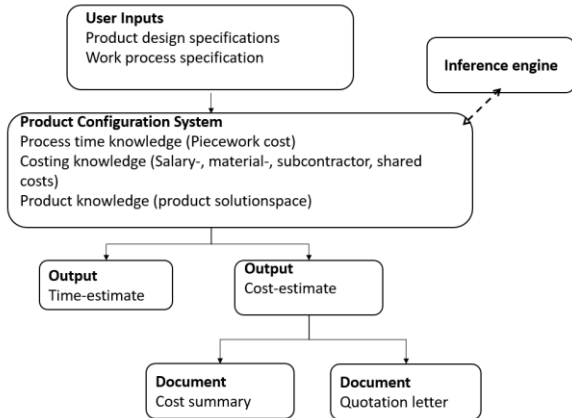 User Inputs
Product design specifications
Work process specification
Inference engine
Product Configuration System
Process time knowledge (Piecework cost)
Costing knowledge (Salary-, material-, subcontractor, shared
costs)
Product knowledge (product solutionspace)
Output
Time-estimate
Output
Cost-estimate
Document
Cost summary
Document
Quotation letter